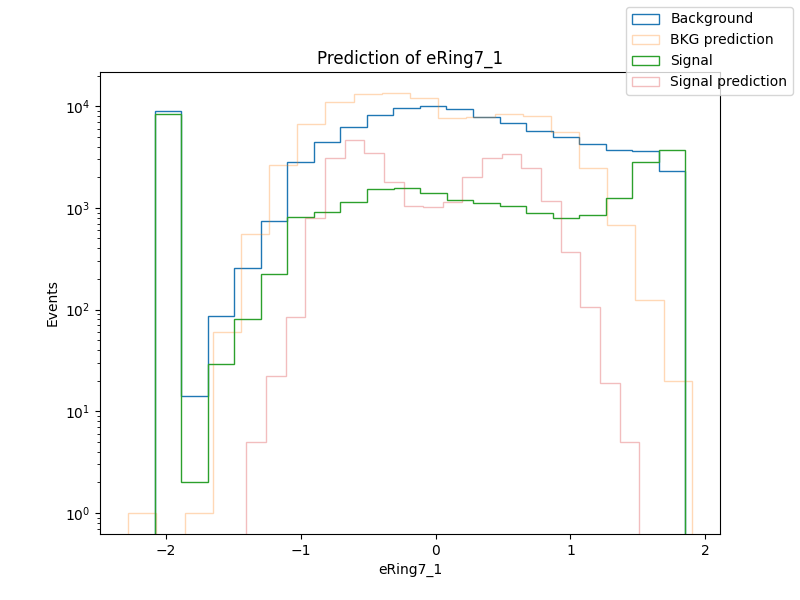 Prediction of eRing7_1
Background
BKG prediction
Signal
Signal prediction
Events
10⁴
10³
10²
10¹
10⁰
−2
−1
0
1
2
eRing7_1